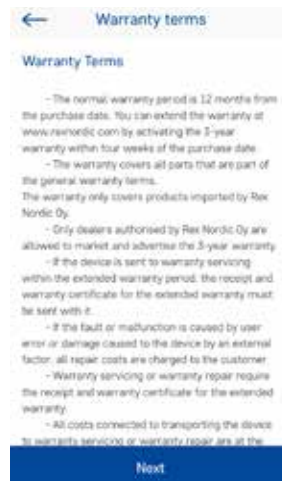 Warranty terms
Warranty Terms
- The normal warranty period is 12 months from
the purchase date. You can extend the warranty at
www.rexnordic.com by activating the 3-year
warranty within four weeks of the purchase date.
- The warranty covers all parts that are part of
the general warranty terms.
The warranty only covers products imported by Rex
Nordic Oy.
- Only dealers authorised by Rex Nordic Oy are
allowed to market and advertise the 3-year warranty.
- If the device is sent to warranty servicing
within the extended warranty period, the receipt and
warranty certificate for the extended warranty must
be sent with it.
- If the fault or malfunction is caused by user
error or damage caused to the device by an external
factor, all repair costs are charged to the customer.
- Warranty servicing or warranty repair require
the receipt and warranty certificate for the extended
warranty.
- All costs connected to transporting the device
to warranty servicing or warranty repair are at the
Next